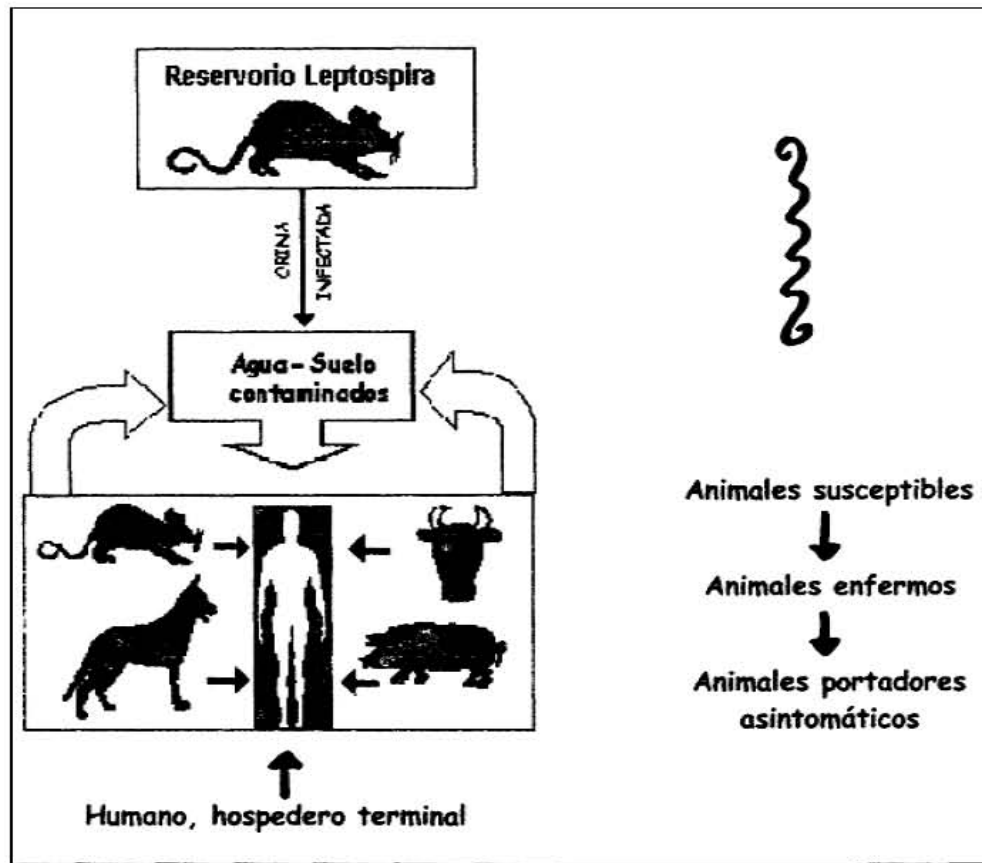 Reservorio Leptospira
ORINA
INFECTADA
Agua-Suelo
contaminados
Animales susceptibles
Animales enfermos
Animales portadores
asintomáticos
Humano, hospedero terminal